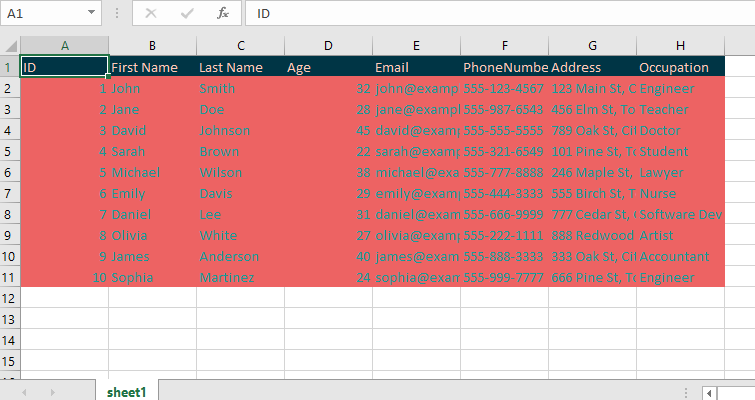 A1 fx ID
A B C D E F G H
1 ID First Name Last Name Age Email PhoneNumbe Address Occupation
2 1 John Smith 32 john@examp 555-123-4567 123 Main St, C Engineer
3 2 Jane Doe 28 jane@exampl 555-987-6543 456 Elm St, To Teacher
4 3 David Johnson 45 david@exam 555-555-5555 789 Oak St, Cit Doctor
5 4 Sarah Brown 22 sarah@exam 555-321-6549 101 Pine St, To Student
6 5 Michael Wilson 38 michael@exa 555-777-8888 246 Maple St, Lawyer
7 6 Emily Davis 29 emily@exam 555-444-3333 555 Birch St, T Nurse
8 7 Daniel Lee 31 daniel@exam 555-666-9999 777 Cedar St, Software Dev
9 8 Olivia White 27 olivia@exam 555-222-1111 888 Redwood Artist
10 9 James Anderson 40 james@exam 555-888-3333 333 Oak St, Cit Accountant
11 10 Sophia Martinez 24 sophia@exam 555-999-7777 666 Pine St, To Engineer
12
13
14
15
sheet1